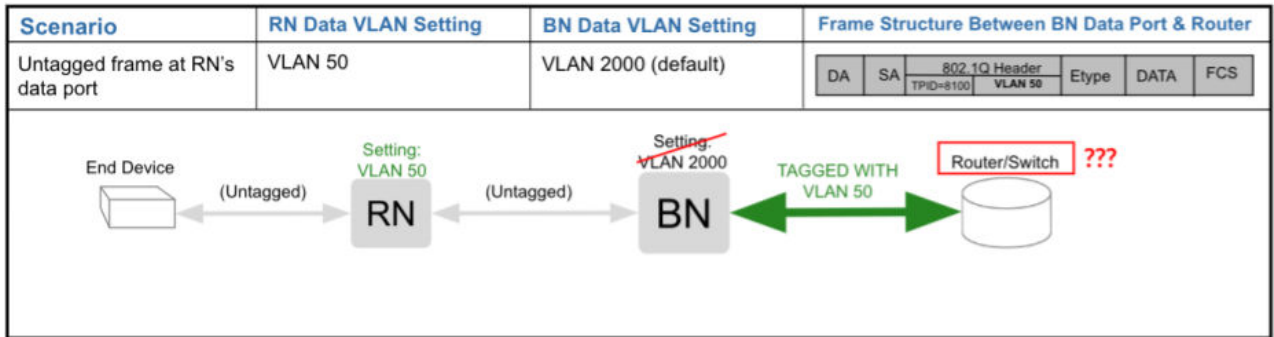 Scenario
RN Data VLAN Setting
BN Data VLAN Setting
Frame Structure Between BN Data Port & Router
Untagged frame at RN's
data port
VLAN 50
VLAN 2000 (default)
DA
SA
802.1Q Header
TPID=8100
VLAN 50
Etype
DATA
FCS
End Device
(Untagged)
Setting:
VLAN 50
RN
(Untagged)
Setting:
VLAN 2000
BN
TAGGED WITH
VLAN 50
Router/Switch
???